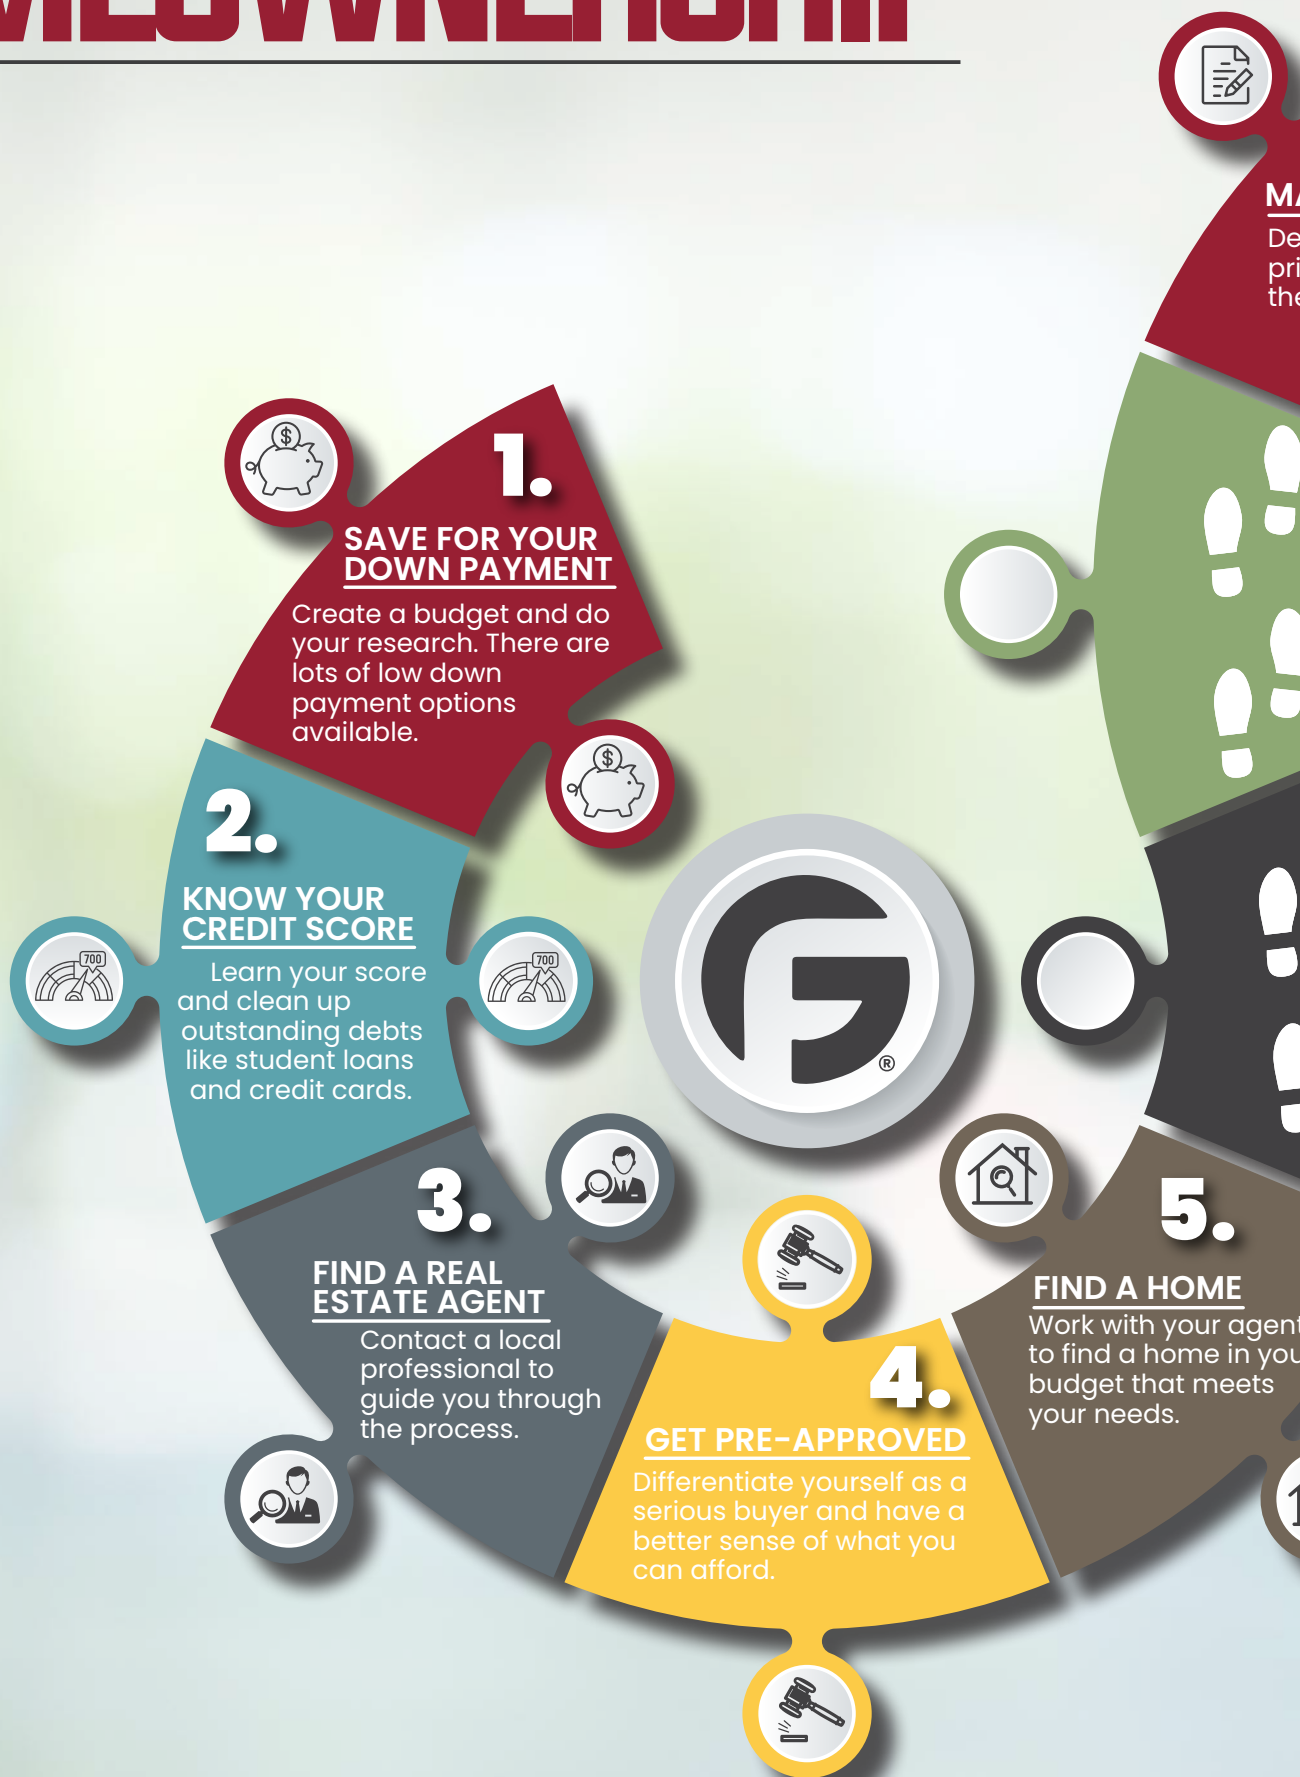 1.
SAVE FOR YOUR
DOWN PAYMENT
Create a budget and do
your research. There are
lots of low down
payment options
available.
2.
KNOW YOUR
CREDIT SCORE
Learn your score
and clean up
outstanding debts
like student loans
and credit cards.
700
700
3.
FIND A REAL
ESTATE AGENT
Contact a local
professional to
guide you through
the process.
4.
GET PRE-APPROVED
Differentiate yourself as a
serious buyer and have a
better sense of what you
can afford.
5.
FIND A HOME
Work with your agent
to find a home in
budget that meets
your needs.
®